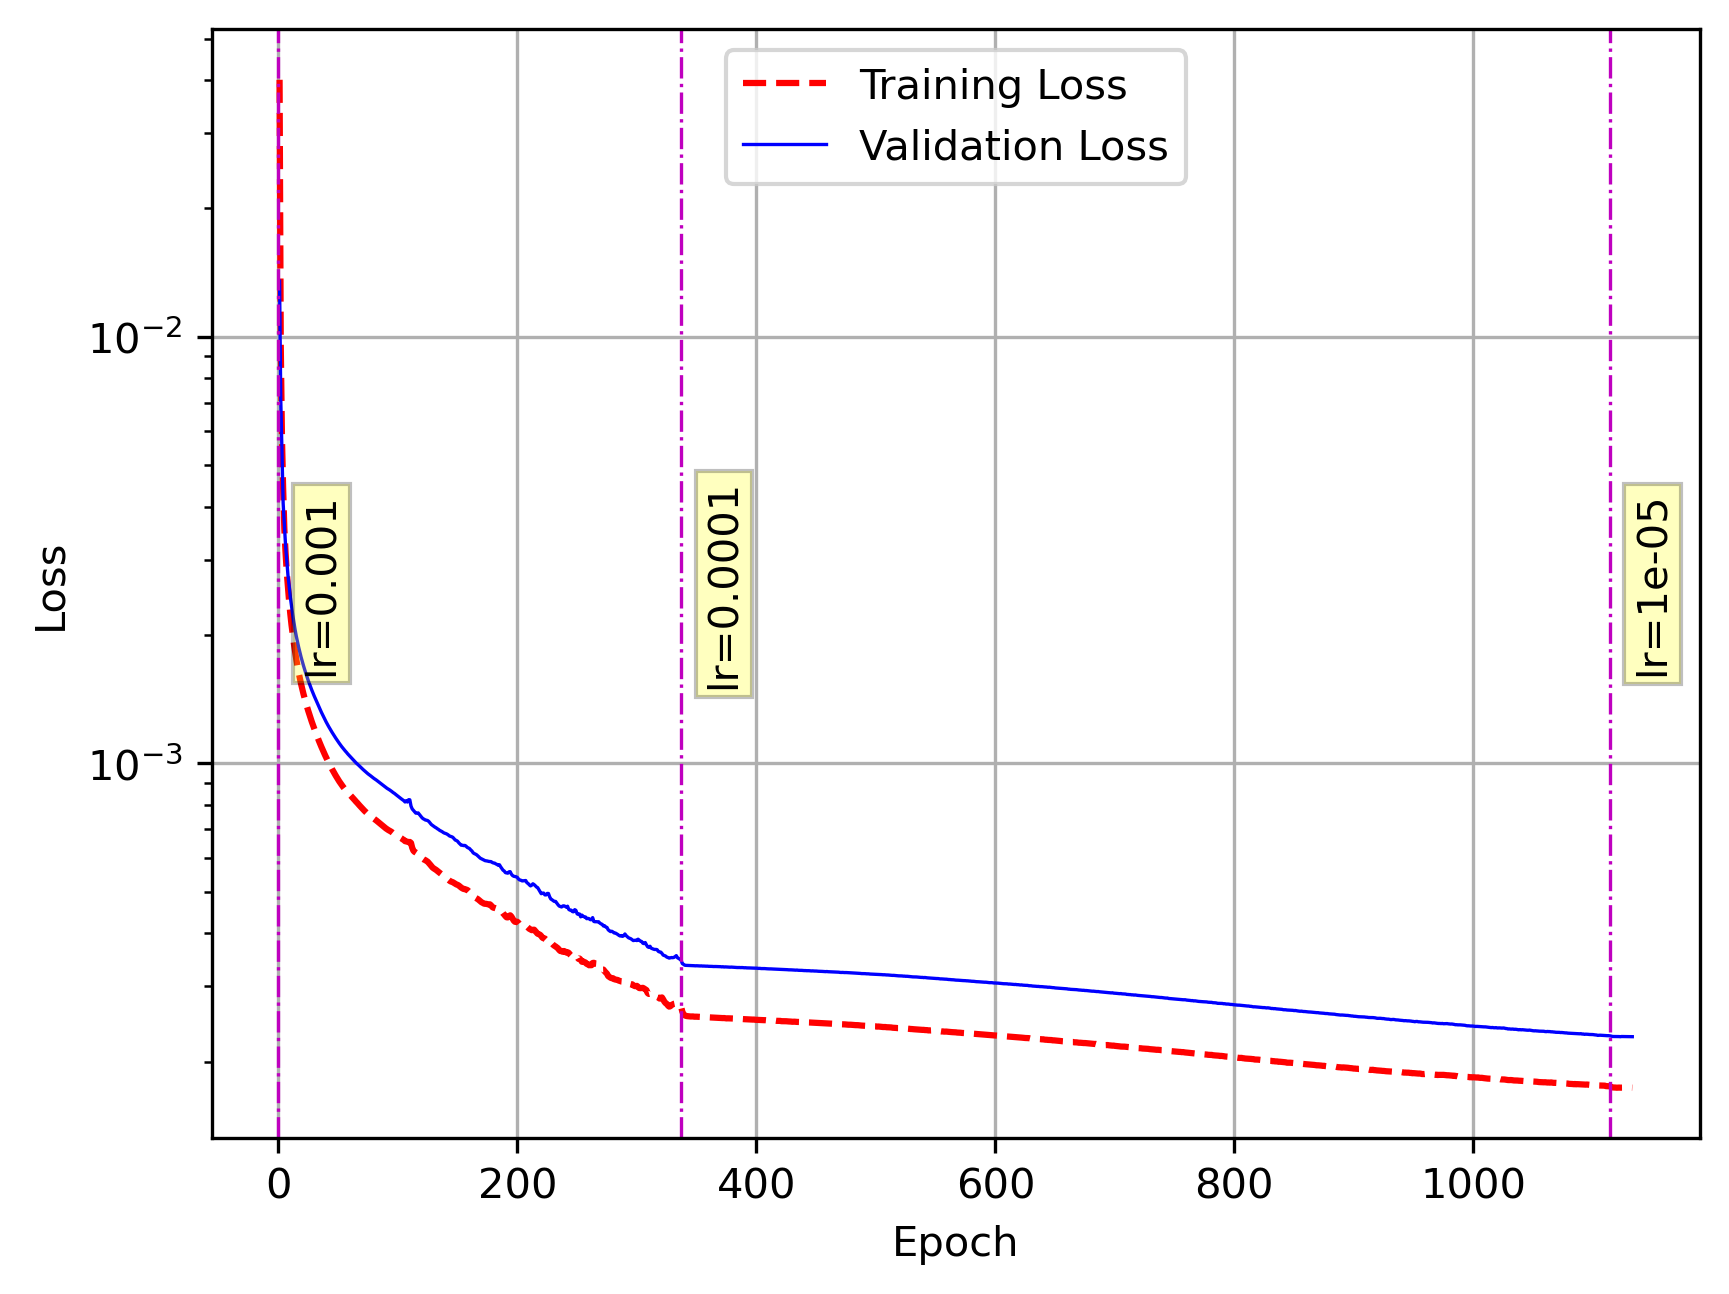 Training Loss
Validation Loss
10⁻²
10⁻³
Loss
lr=0.001
lr=0.0001
lr=1e-05
0 200 400 600 800 1000
Epoch